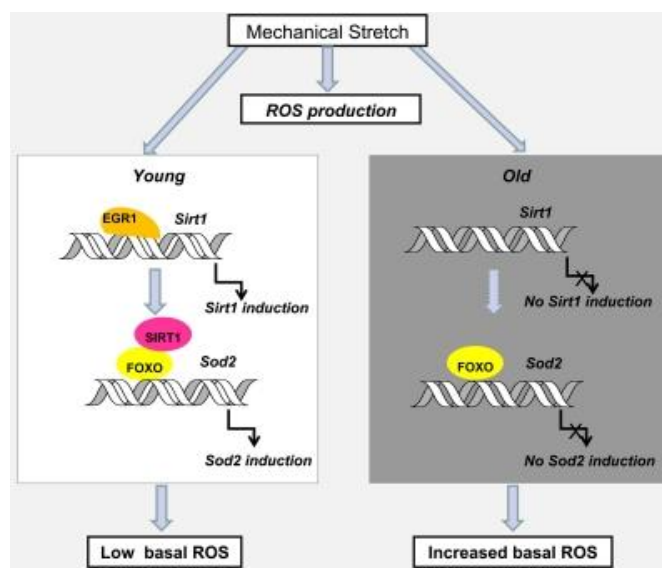 Mechanical Stretch
ROS production
Young
EGR1
Sirt1
Sirt1 induction
SIRT1
FOXO
Sod2
Sod2 induction
Low basal ROS
Old
Sirt1
No Sirt1 induction
FOXO
Sod2
No Sod2 induction
Increased basal ROS